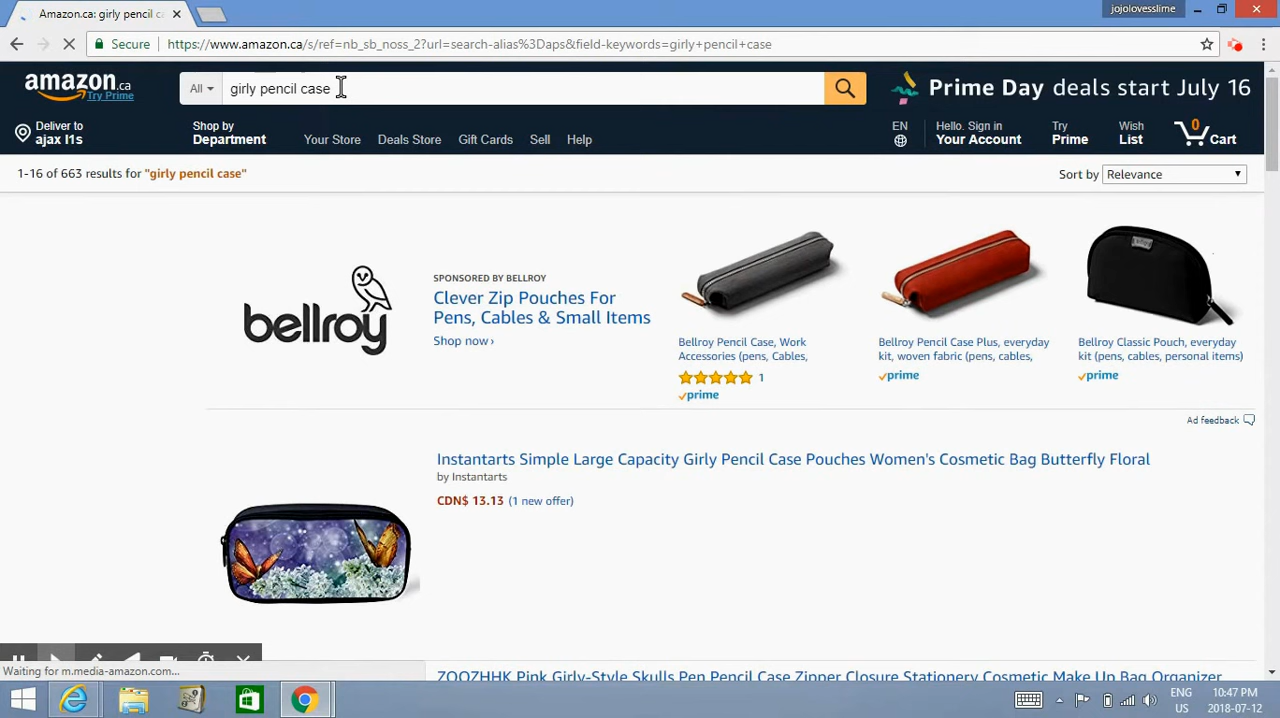 Amazon.ca: girly pencil c
jojolovesslime
Secure
https://www.amazon.ca/s/ref=nb_sb_noss_2?url=search-alias%3Daps&field-keywords=girly+pencil+case
amazon.ca
Try Prime
All
girly pencil case
Prime Day deals start July 16
Deliver to
ajax l1s
Shop by
Department
Your Store
Deals Store
Gift Cards
Sell
Help
EN
Hello. Sign in
Your Account
Try
Prime
Wish
List
0
Cart
1-16 of 663 results for "girly pencil case"
Sort by
Relevance
bellroy
SPONSORED BY BELLROY
Clever Zip Pouches For
Pens, Cables & Small Items
Shop now ›
Bellroy Pencil Case, Work
Accessories (pens, Cables,
1
prime
Bellroy Pencil Case Plus, everyday
kit, woven fabric (pens, cables,
prime
Bellroy Classic Pouch, everyday
kit (pens, cables, personal items)
prime
Ad feedback
Instantarts Simple Large Capacity Girly Pencil Case Pouches Women's Cosmetic Bag Butterfly Floral
by Instantarts
CDN$ 13.13 (1 new offer)
ZOOZHHK Pink Girly-Style Skulls Pen Pencil Case Zipper Closure Stationery Cosmetic Make Up Bag Organizer
Waiting for m.media-amazon.com...
ENG
US
10:47 PM
2018-07-12